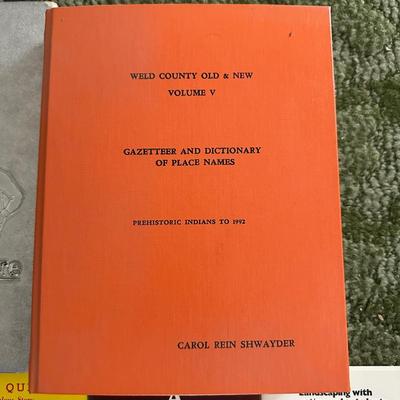 WELD COUNTY OLD & NEW
VOLUME V
GAZETTEER AND DICTIONARY
OF PLACE NAMES
PREHISTORIC INDIANS TO 1992
CAROL REIN SHWAYDER
Landscaping with